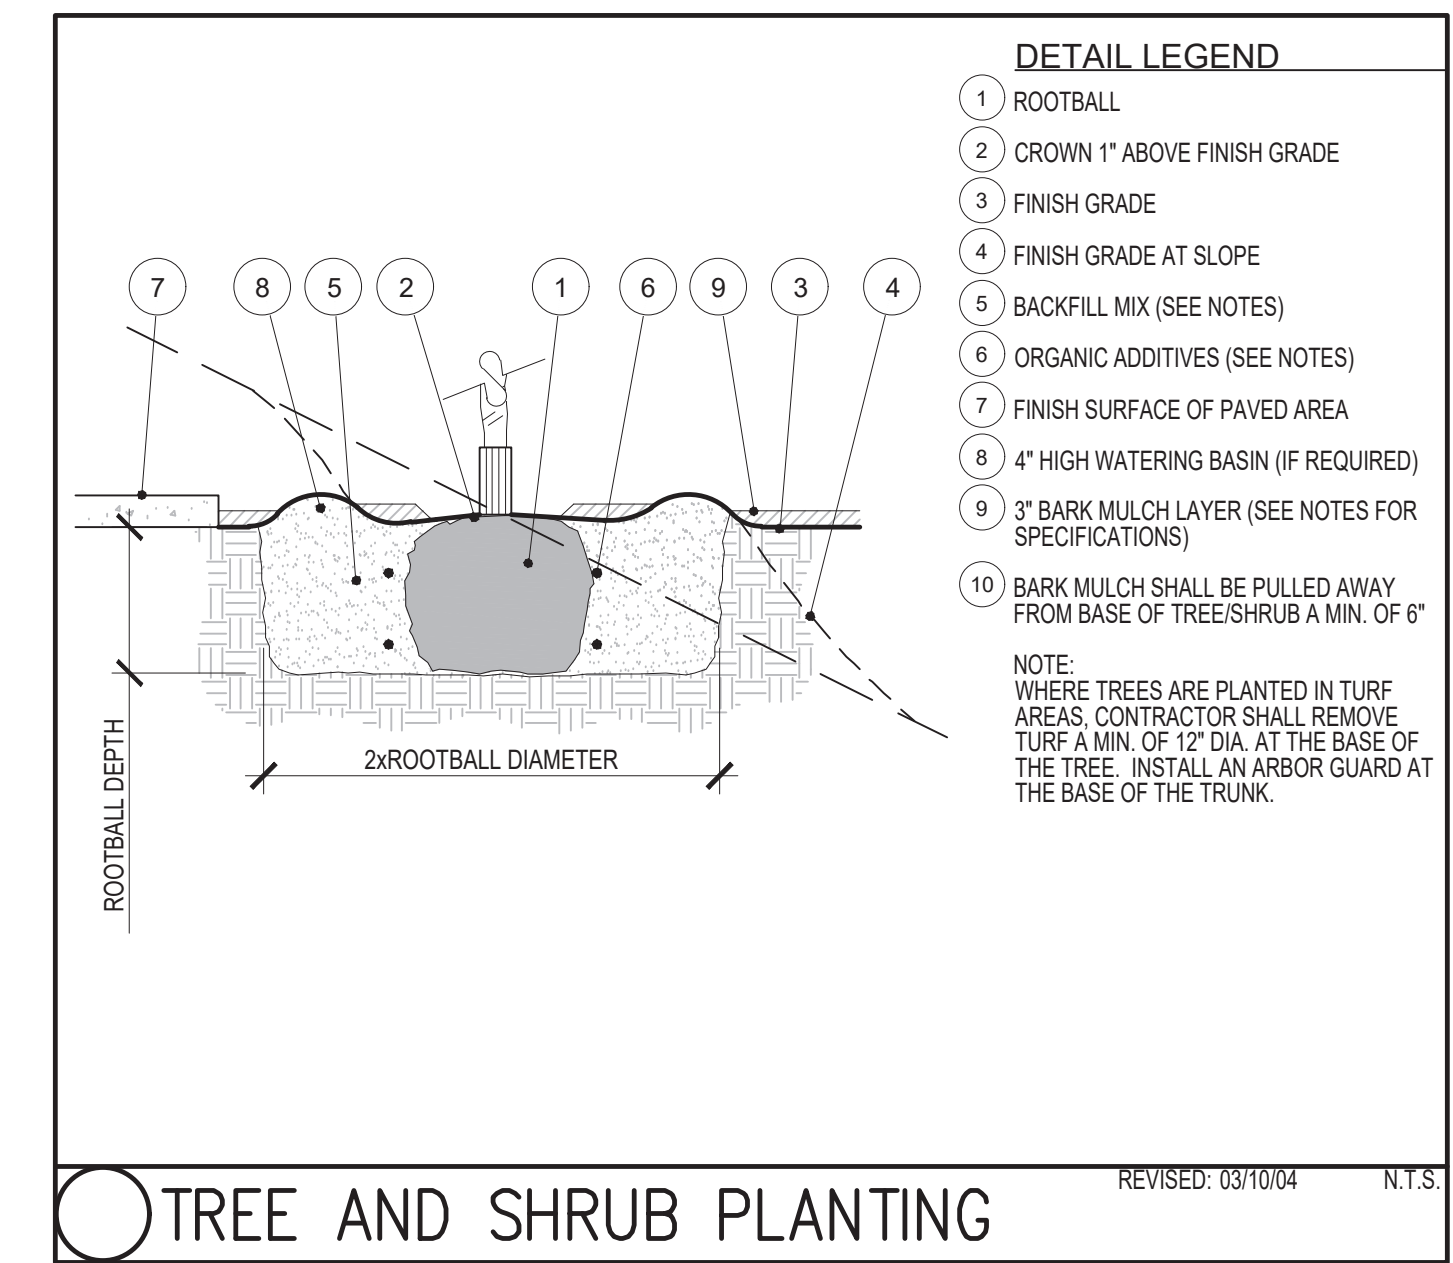 DETAIL LEGEND
1 ROOTBALL
2 CROWN 1" ABOVE FINISH GRADE
3 FINISH GRADE
4 FINISH GRADE AT SLOPE
5 BACKFILL MIX (SEE NOTES)
6 ORGANIC ADDITIVES (SEE NOTES)
7 FINISH SURFACE OF PAVED AREA
8 4" HIGH WATERING BASIN (IF REQUIRED)
9 3" BARK MULCH LAYER (SEE NOTES FOR
SPECIFICATIONS)
10 BARK MULCH SHALL BE PULLED AWAY
FROM BASE OF TREE/SHRUB A MIN. OF 6"
NOTE:
WHERE TREES ARE PLANTED IN TURF
AREAS, CONTRACTOR SHALL REMOVE
TURF A MIN. OF 12" DIA. AT THE BASE OF
THE TREE. INSTALL AN ARBOR GUARD AT
THE BASE OF THE TRUNK.
7 8 5 2 1 6 9 3 4
2xROOTBALL DIAMETER
ROOTBALL DEPTH
TREE AND SHRUB PLANTING
REVISED: 03/10/04 N.T.S.